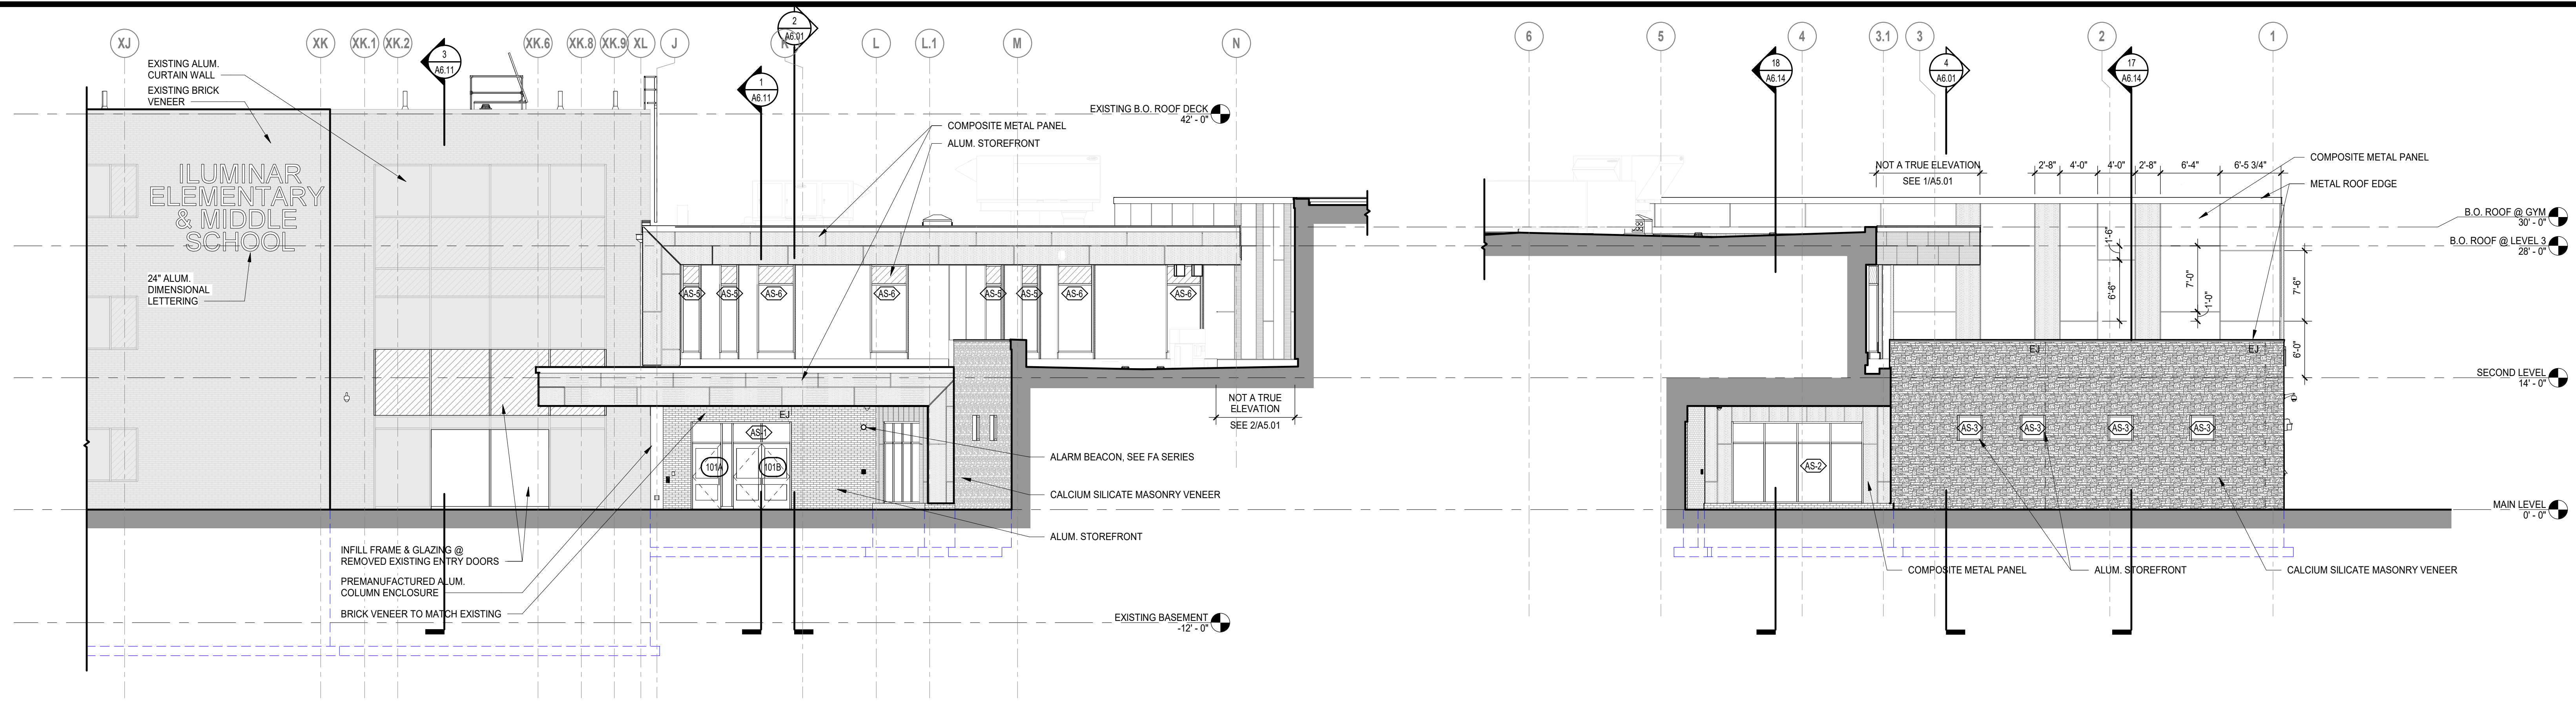 XJ
XK
XK.1
XK.2
3
A6.11
XK.6
XK.8
XK.9
XL
J
K
2
A6.01
1
A6.11
L
L.1
M
N
EXISTING ALUM.
CURTAIN WALL
EXISTING BRICK
VENEER
ILUMINAR
ELEMENTARY
& MIDDLE
SCHOOL
24" ALUM.
DIMENSIONAL
LETTERING
EXISTING B.O. ROOF DECK
42' - 0"
COMPOSITE METAL PANEL
ALUM. STOREFRONT
AS-5
AS-5
AS-6
AS-6
AS-5
AS-5
AS-6
AS-6
NOT A TRUE
ELEVATION
SEE 2/A5.01
EJ
AS-1
101A
101B
ALARM BEACON, SEE FA SERIES
CALCIUM SILICATE MASONRY VENEER
ALUM. STOREFRONT
INFILL FRAME & GLAZING @
REMOVED EXISTING ENTRY DOORS
PREMANUFACTURED ALUM.
COLUMN ENCLOSURE
BRICK VENEER TO MATCH EXISTING
EXISTING BASEMENT
-12' - 0"
6
5
4
3.1
3
2
1
18
A6.14
4
A6.01
17
A6.14
NOT A TRUE ELEVATION
SEE 1/A5.01
2'-8"
4'-0"
4'-0"
2'-8"
6'-4"
6'-5 3/4"
COMPOSITE METAL PANEL
METAL ROOF EDGE
B.O. ROOF @ GYM
30' - 0"
B.O. ROOF @ LEVEL 3
28' - 0"
1'-6"
6'-6"
7'-0"
1'-0"
7'-6"
6'-0"
EJ
EJ
SECOND LEVEL
14' - 0"
AS-3
AS-3
AS-3
AS-3
AS-2
MAIN LEVEL
0' - 0"
COMPOSITE METAL PANEL
ALUM. STOREFRONT
CALCIUM SILICATE MASONRY VENEER